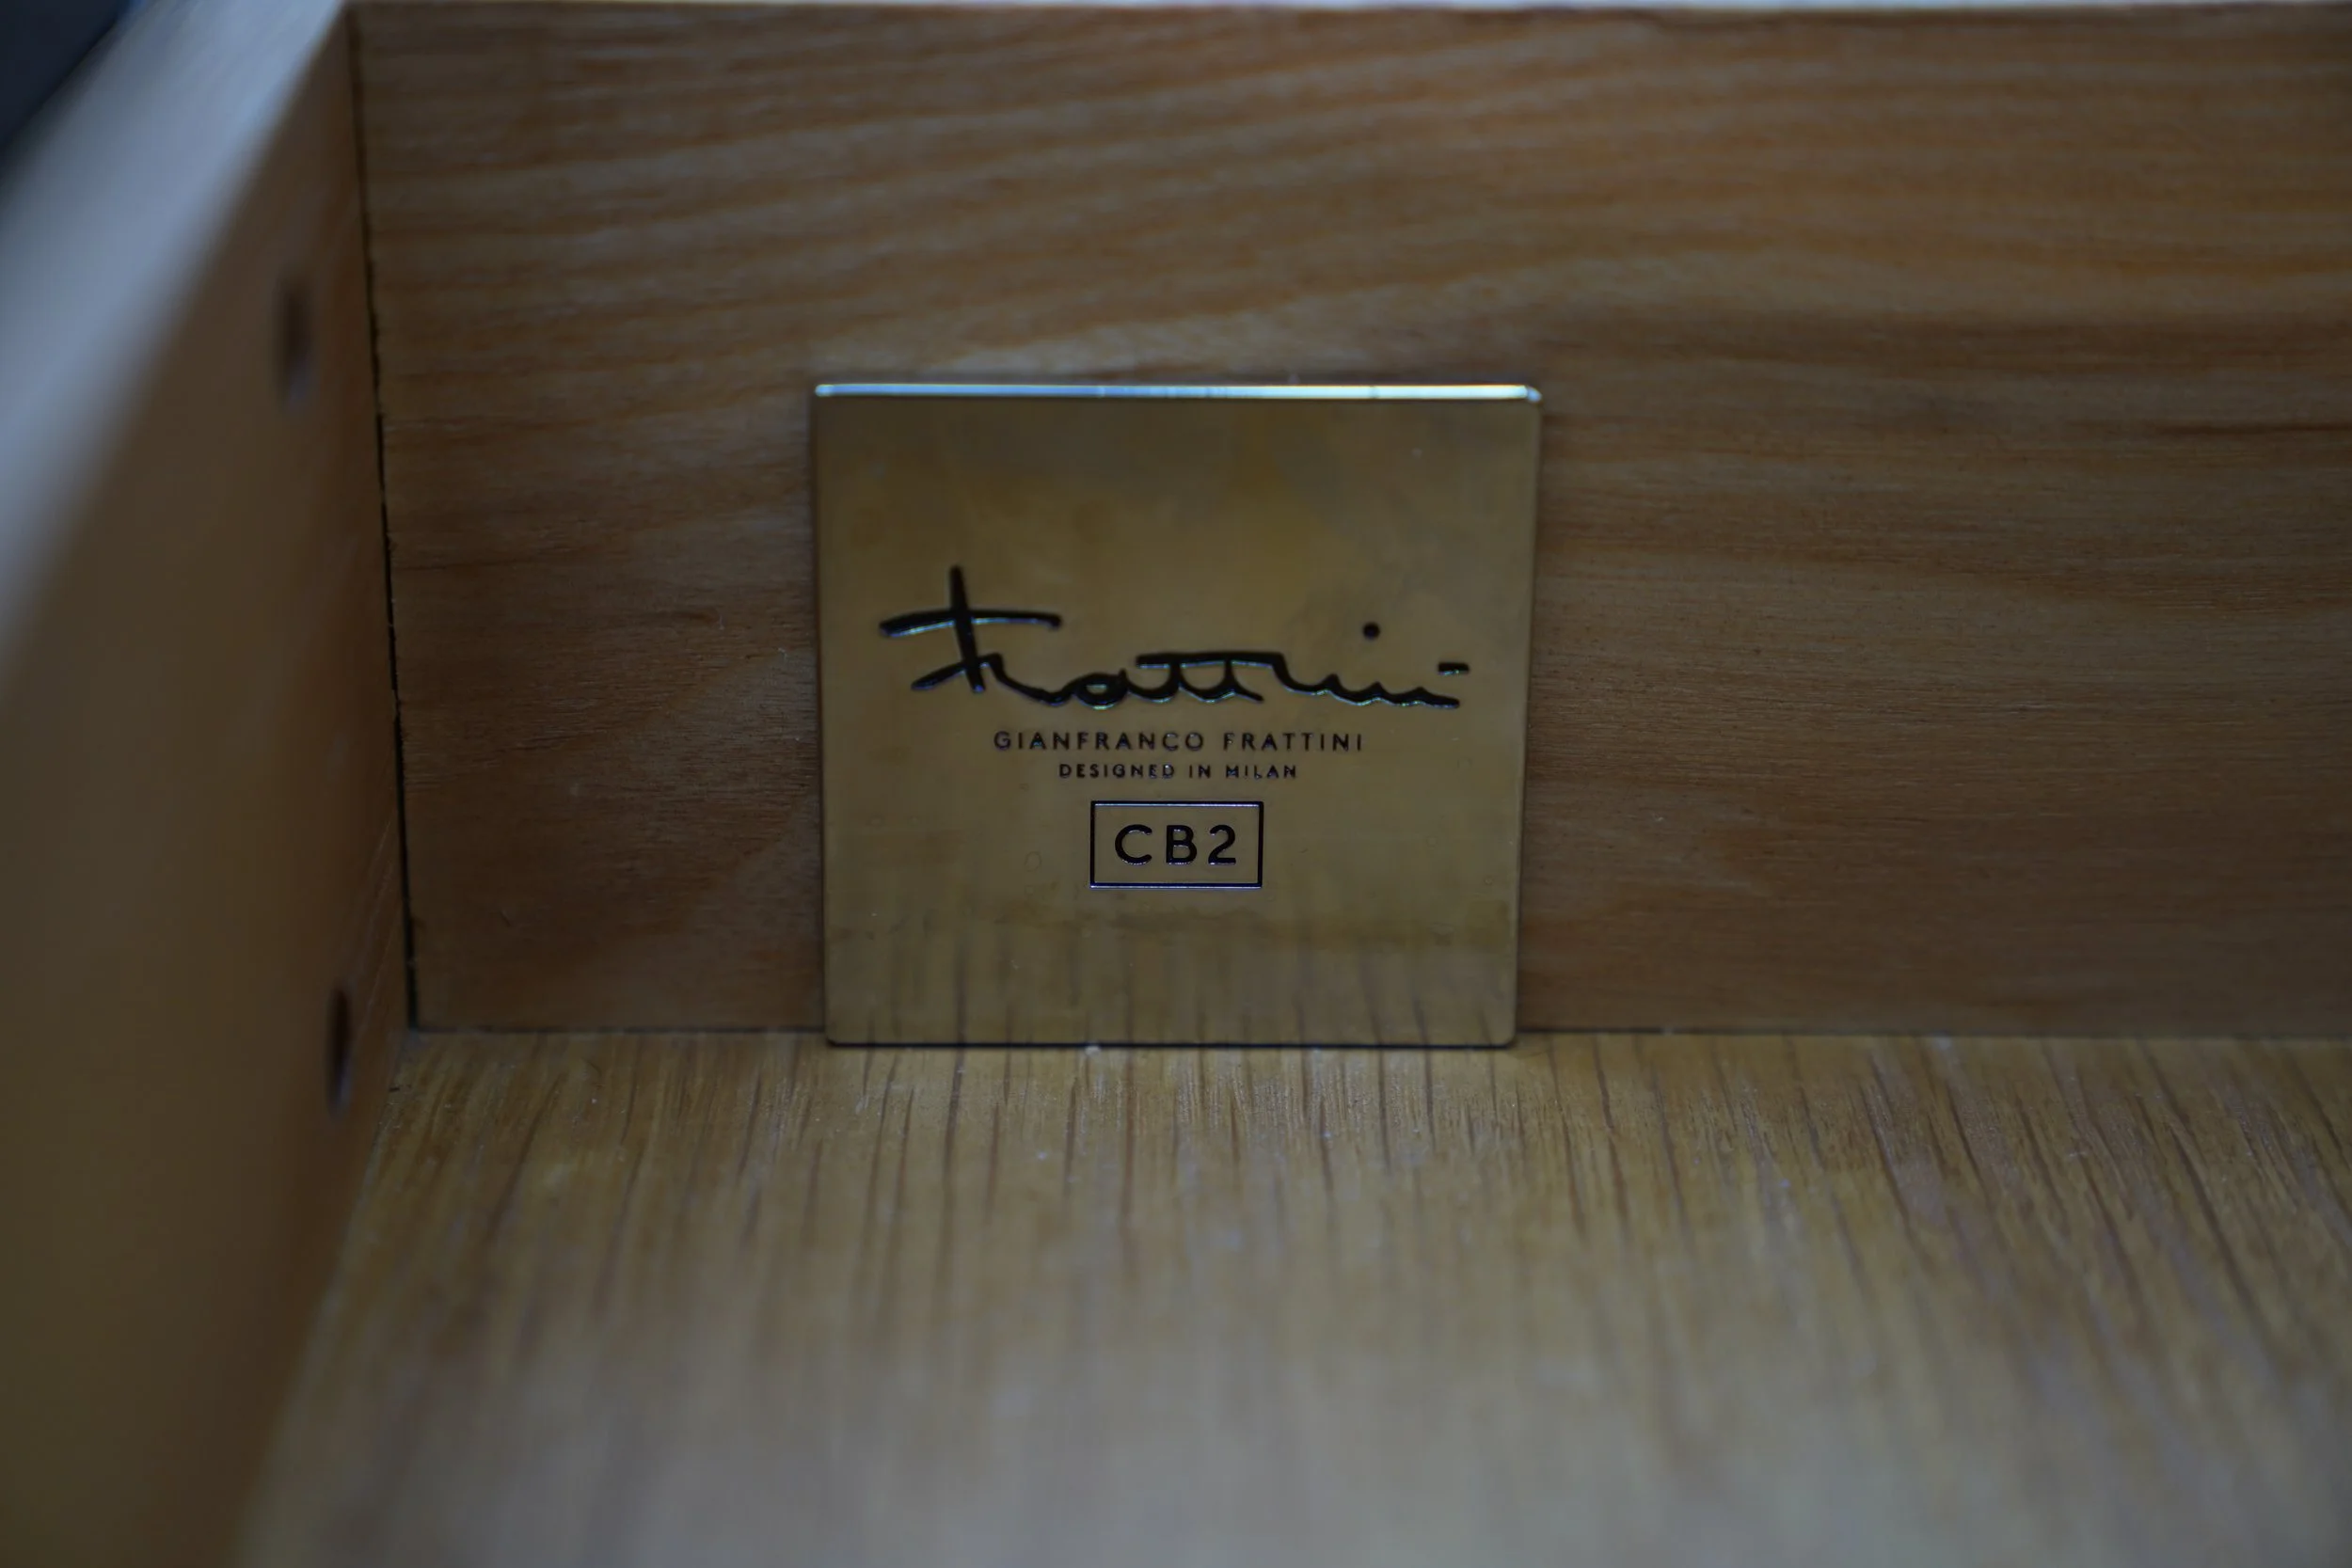 Frattini
GIANFRANCO FRATTINI
DESIGNED IN MILAN
CB2